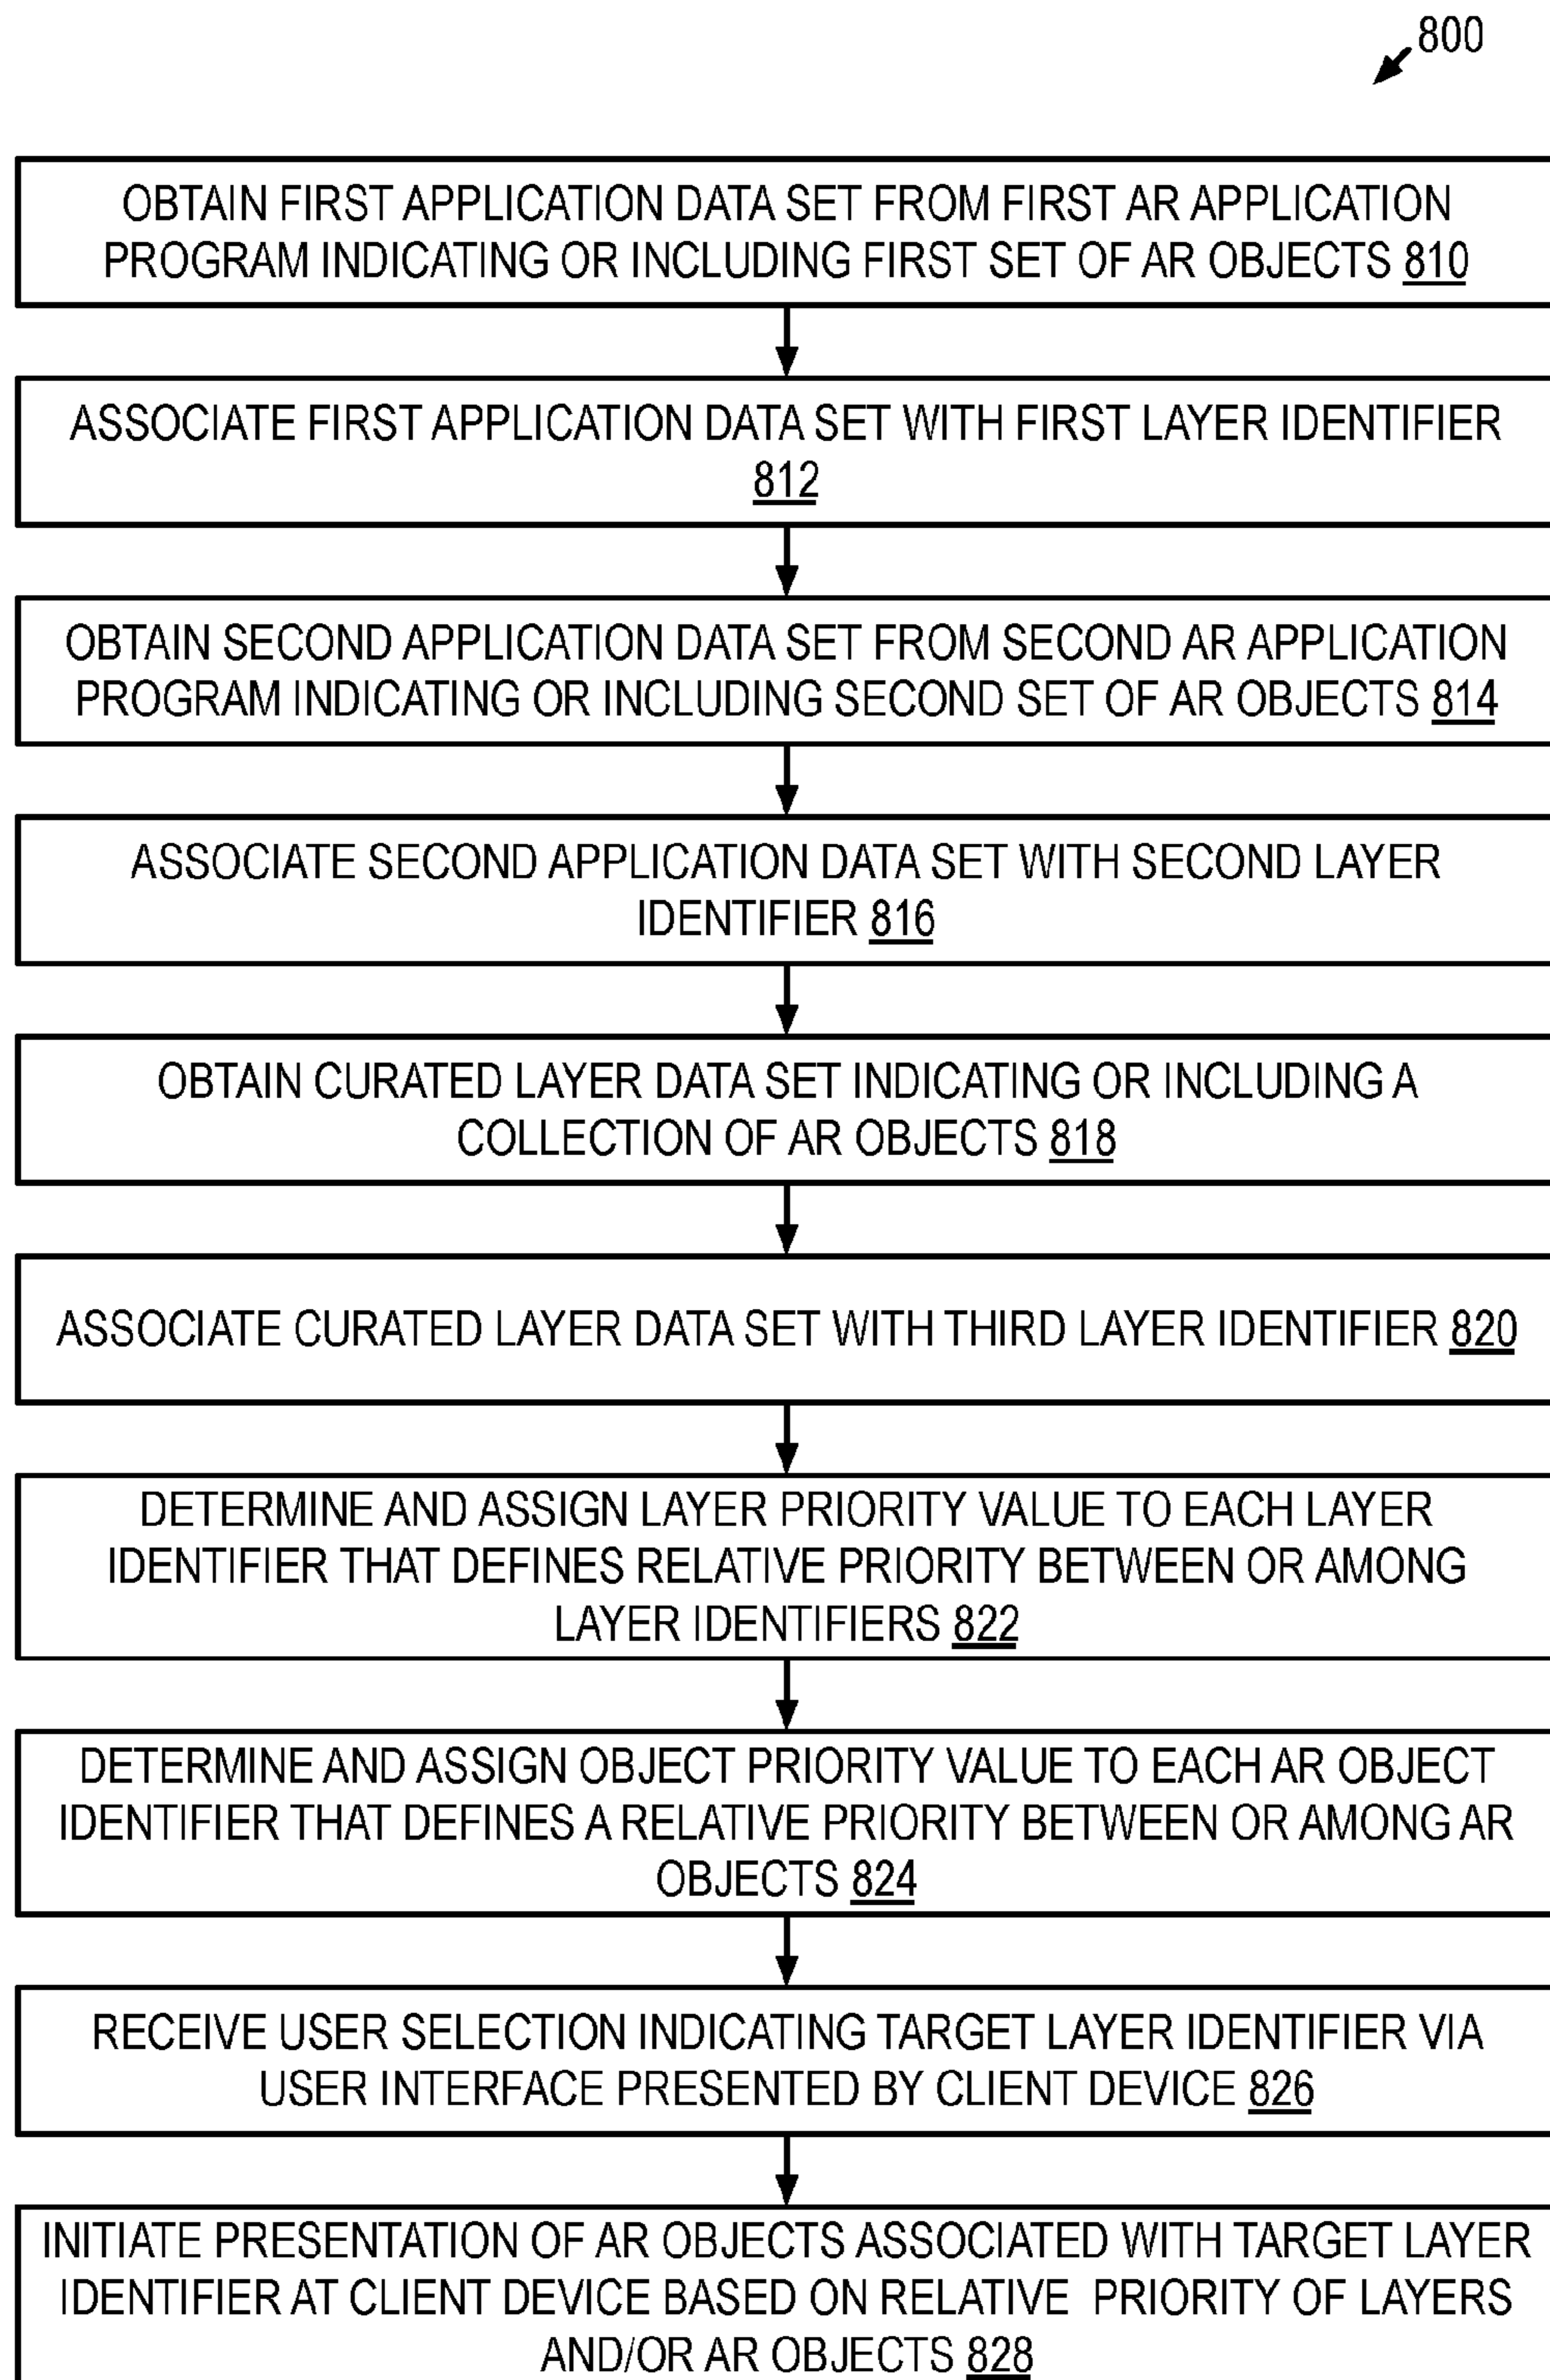 800
OBTAIN FIRST APPLICATION DATA SET FROM FIRST AR APPLICATION
PROGRAM INDICATING OR INCLUDING FIRST SET OF AR OBJECTS 810
ASSOCIATE FIRST APPLICATION DATA SET WITH FIRST LAYER IDENTIFIER
812
OBTAIN SECOND APPLICATION DATA SET FROM SECOND AR APPLICATION
PROGRAM INDICATING OR INCLUDING SECOND SET OF AR OBJECTS 814
ASSOCIATE SECOND APPLICATION DATA SET WITH SECOND LAYER
IDENTIFIER 816
OBTAIN CURATED LAYER DATA SET INDICATING OR INCLUDING A
COLLECTION OF AR OBJECTS 818
ASSOCIATE CURATED LAYER DATA SET WITH THIRD LAYER IDENTIFIER 820
DETERMINE AND ASSIGN LAYER PRIORITY VALUE TO EACH LAYER
IDENTIFIER THAT DEFINES RELATIVE PRIORITY BETWEEN OR AMONG
LAYER IDENTIFIERS 822
DETERMINE AND ASSIGN OBJECT PRIORITY VALUE TO EACH AR OBJECT
IDENTIFIER THAT DEFINES A RELATIVE PRIORITY BETWEEN OR AMONG AR
OBJECTS 824
RECEIVE USER SELECTION INDICATING TARGET LAYER IDENTIFIER VIA
USER INTERFACE PRESENTED BY CLIENT DEVICE 826
INITIATE PRESENTATION OF AR OBJECTS ASSOCIATED WITH TARGET LAYER
IDENTIFIER AT CLIENT DEVICE BASED ON RELATIVE PRIORITY OF LAYERS
AND/OR AR OBJECTS 828